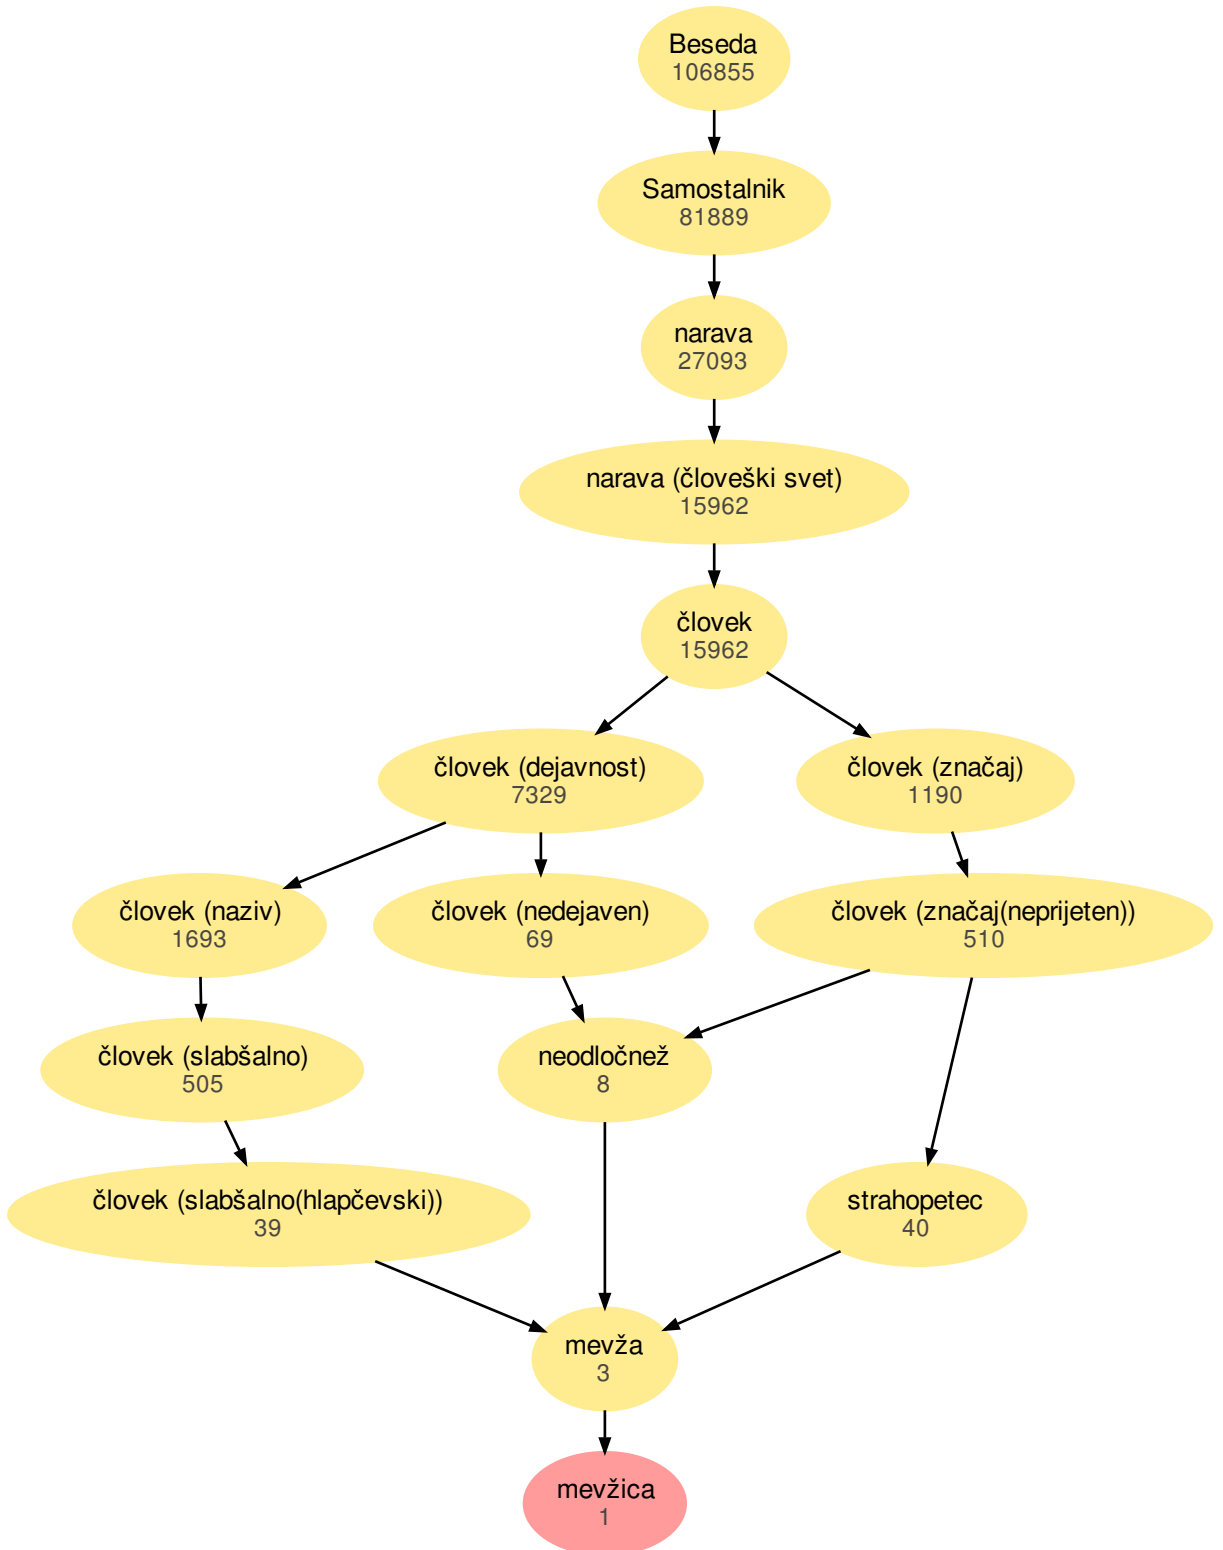 Beseda
106855
Samostalnik
81889
narava
27093
narava (človeški svet)
15962
človek
15962
človek (dejavnost)
7329
človek (značaj)
1190
človek (naziv)
1693
človek (nedejaven)
69
človek (značaj(neprijeten))
510
človek (slabšalno)
505
neodločnež
8
človek (slabšalno(hlapčevski))
39
strahopetec
40
mevža
3
mevžica
1